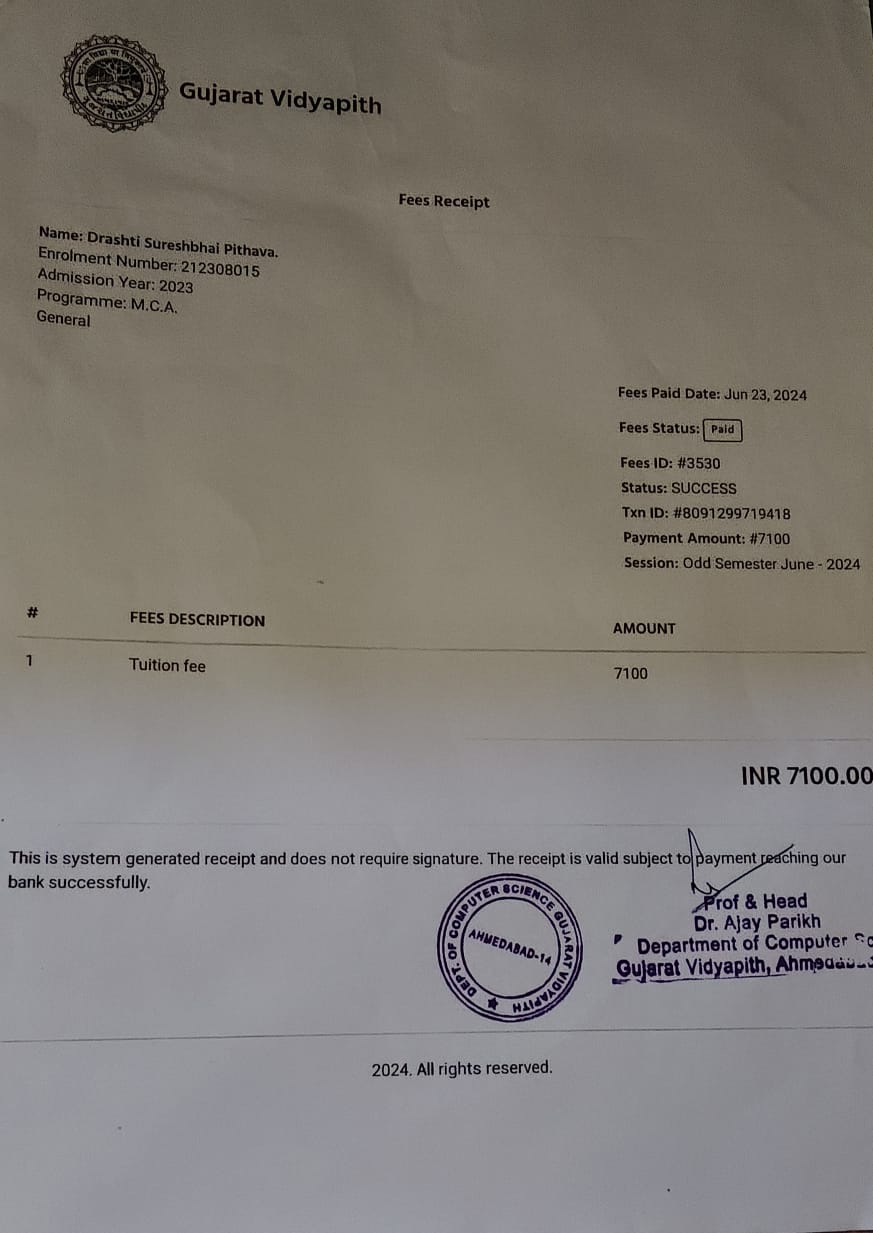 Gujarat Vidyapith
Fees Receipt
Name: Drashti Sureshbhai Pithava.
Enrolment Number: 212308015
Admission Year: 2023
Programme: M.C.A.
General
Fees Paid Date: Jun 23, 2024
Fees Status: Paid
Fees ID: #3530
Status: SUCCESS
Txn ID: #8091299719418
Payment Amount: #7100
Session: Odd Semester June - 2024
# FEES DESCRIPTION AMOUNT
1 Tuition fee 7100
INR 7100.00
This is system generated receipt and does not require signature. The receipt is valid subject to payment reaching our
bank successfully.
DEPT. OF COMPUTER SCIENCE GUJARAT VIDYAPITH
AHMEDABAD-14
Prof & Head
Dr. Ajay Parikh
Department of Computer
Gujarat Vidyapith,
2024. All rights reserved.